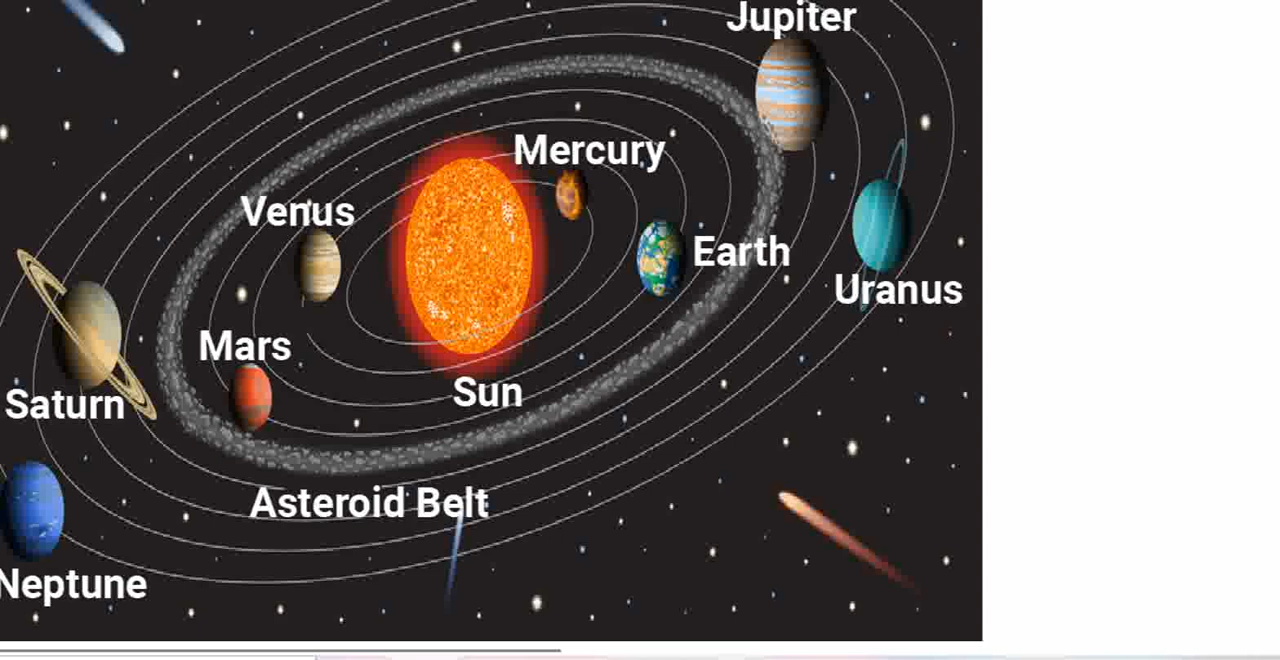 Jupiter
Mercury
Venus
Earth
Uranus
Mars
Sun
Saturn
Asteroid Belt
Neptune